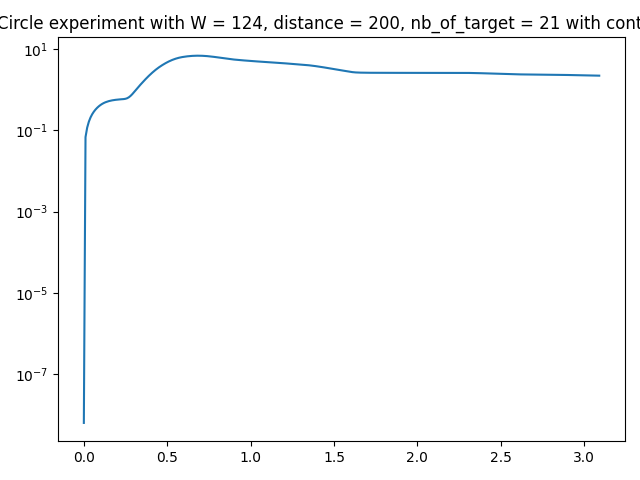 Circle experiment with W = 124, distance = 200, nb_of_target = 21 with cont
10¹
10⁻¹
10⁻³
10⁻⁵
10⁻⁷
0.0 0.5 1.0 1.5 2.0 2.5 3.0